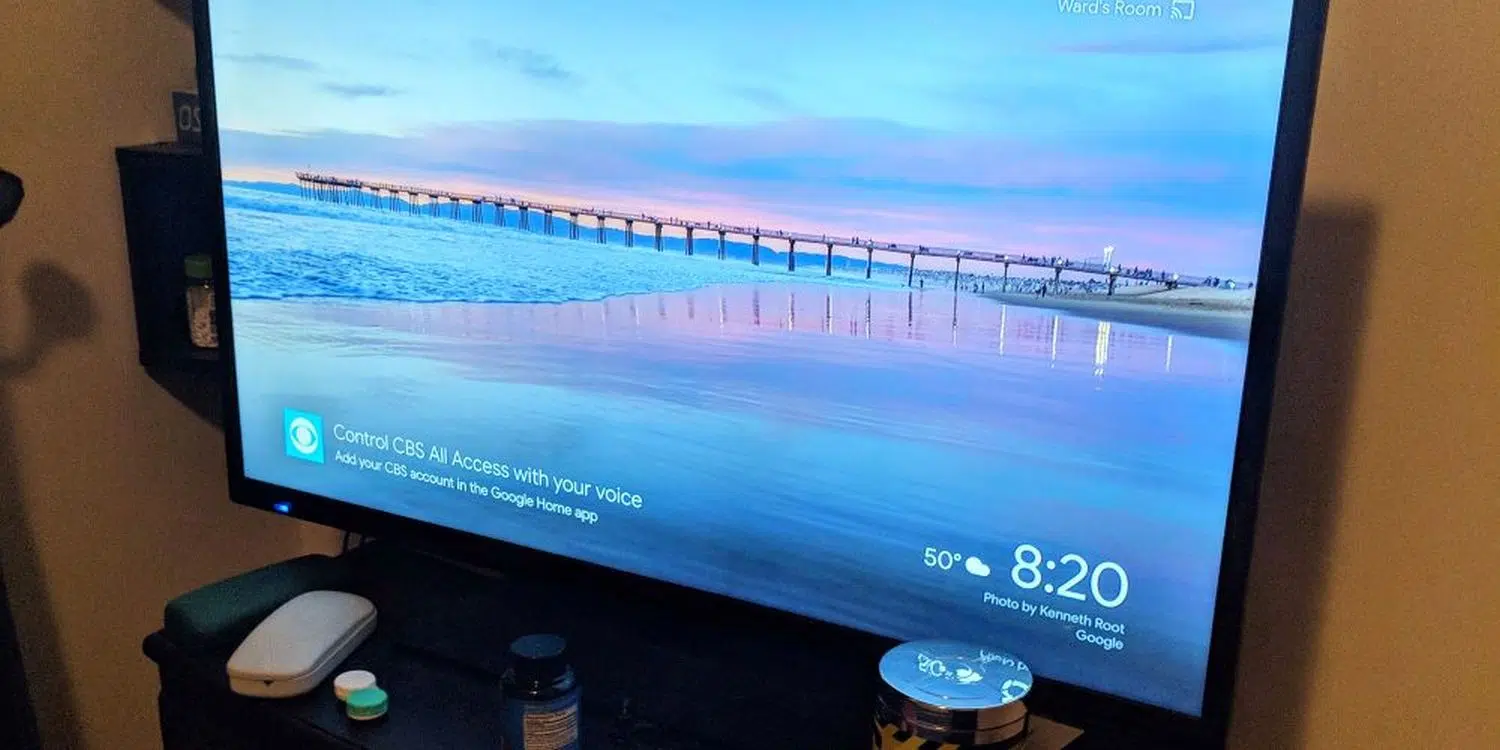 Ward's Room
Control CBS All Access with your voice
Add your CBS account in the Google Home app
50° 8:20
Photo by Kenneth Root
Google